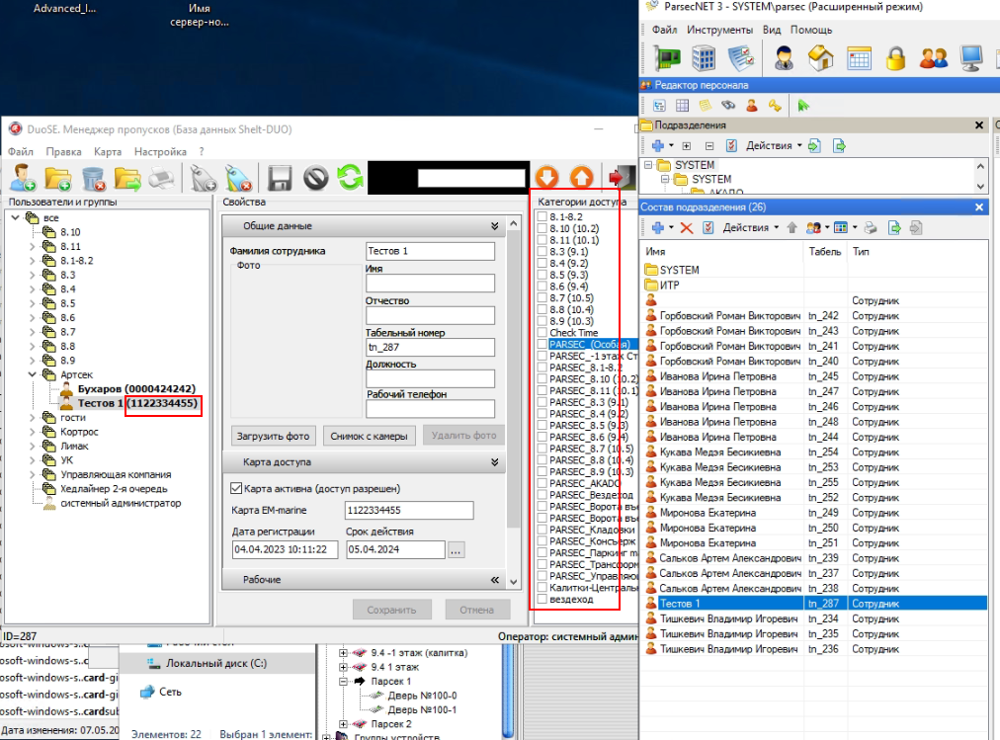 Advanced_I...
Имя
сервер-но...
ParsecNET 3 - SYSTEM\parsec (Расширенный режим)
Файл Инструменты Вид Помощь
Редактор персонала
Подразделения
Действия
SYSTEM
SYSTEM
АКАДО
Состав подразделения (26)
Действия
Имя Табель Тип
SYSTEM
ИТР
Сотрудник
Горбовский Роман Викторович tn_242 Сотрудник
Горбовский Роман Викторович tn_243 Сотрудник
Горбовский Роман Викторович tn_241 Сотрудник
Горбовский Роман Викторович tn_240 Сотрудник
Иванова Ирина Петровна tn_245 Сотрудник
Иванова Ирина Петровна tn_247 Сотрудник
Иванова Ирина Петровна tn_246 Сотрудник
Иванова Ирина Петровна tn_248 Сотрудник
Иванова Ирина Петровна tn_244 Сотрудник
Кукава Медэя Бесикиевна tn_254 Сотрудник
Кукава Медэя Бесикиевна tn_253 Сотрудник
Кукава Медэя Бесикиевна tn_255 Сотрудник
Кукава Медэя Бесикиевна tn_252 Сотрудник
Миронова Екатерина tn_249 Сотрудник
Миронова Екатерина tn_250 Сотрудник
Миронова Екатерина tn_251 Сотрудник
Сальков Артем Александрович tn_239 Сотрудник
Сальков Артем Александрович tn_237 Сотрудник
Сальков Артем Александрович tn_238 Сотрудник
Тестов 1 tn_287 Сотрудник
Тишкевич Владимир Игоревич tn_234 Сотрудник
Тишкевич Владимир Игоревич tn_235 Сотрудник
Тишкевич Владимир Игоревич tn_236 Сотрудник
DuoSE. Менеджер пропусков (База данных Shelt-DUO)
Файл Правка Карта Настройка ?
Пользователи и группы
все
8.10
8.11
8.1-8.2
8.3
8.4
8.5
8.6
8.7
8.8
8.9
Артсек
Бухаров (0000424242)
Тестов 1 (1122334455)
гости
Кортрос
Линак
УК
Управляющая компания
Хедлайнер 2-я очередь
системный администратор
Свойства
Общие данные
Фамилия сотрудника Тестов 1
Фото
Имя
Отчество
Табельный номер
tn_287
Должность
Рабочий телефон
Загрузить фото Снимок с камеры Удалить фото
Карта доступа
Карта активна (доступ разрешен)
Карта EM-marine 1122334455
Дата регистрации Срок действия
04.04.2023 10:11:22 05.04.2024 ...
Рабочие
Сохранить Отмена
Категории доступа
8.1-8.2
8.10 (10.2)
8.11 (10.1)
8.3 (9.1)
8.4 (9.2)
8.5 (9.3)
8.6 (9.4)
8.7 (10.5)
8.8 (10.4)
8.9 (10.3)
Check Time
PARSEC_(Особая)
PARSEC_-1 этаж Ст
PARSEC_8.1-8.2
PARSEC_8.10 (10.2)
PARSEC_8.11 (10.1)
PARSEC_8.3 (9.1)
PARSEC_8.4 (9.2)
PARSEC_8.5 (9.3)
PARSEC_8.6 (9.4)
PARSEC_8.7 (10.5)
PARSEC_8.8 (10.4)
PARSEC_8.9 (10.3)
PARSEC_АКАДО
PARSEC_Вездеход
PARSEC_Ворота въе
PARSEC_Ворота въе
PARSEC_Кладовки
PARSEC_Консьерж
PARSEC_Паркинг m
PARSEC_Трансформ
PARSEC_Управляющ
Калитки-Централь
вездеход
ID=287 Оператор: системный админ
osoft-windows-s..card-gi
osoft-windows-s..card-gi
osoft-windows-s..cardsub
Дата изменения: 07.05.20
Локальный диск (C:)
Сеть
Элементов: 22 Выбран 1 элемент:
9.4 -1 этаж (калитка)
9.4 1 этаж
Парсек 1
Дверь №100-0
Дверь №100-1
Парсек 2
Группы устройств